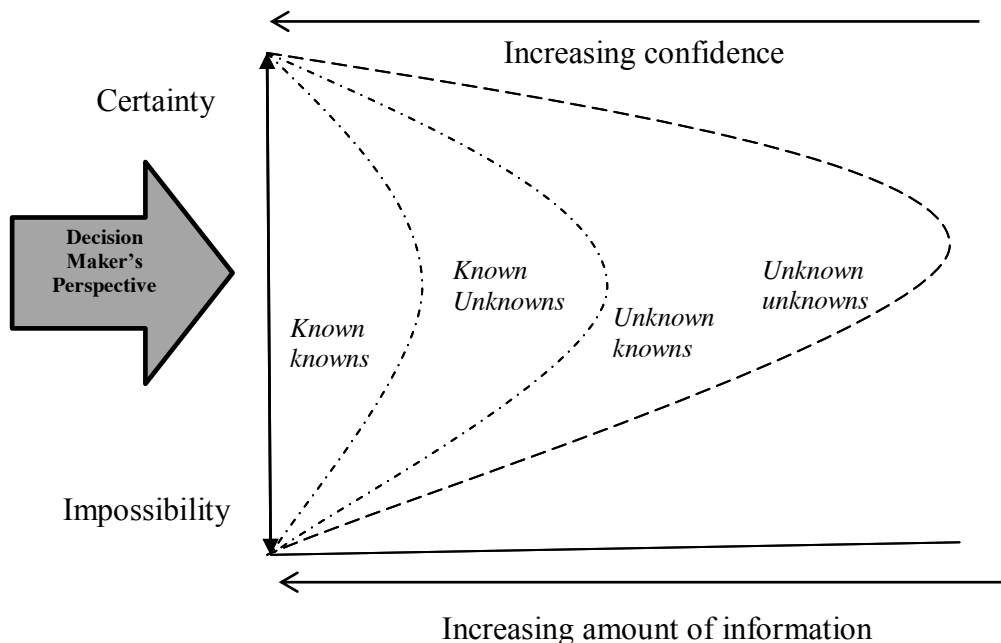 Increasing confidence
Certainty
Decision
Maker's
Perspective
Known
Unknowns
Unknown
unknowns
Known
knowns
Unknown
knowns
Impossibility
Increasing amount of information